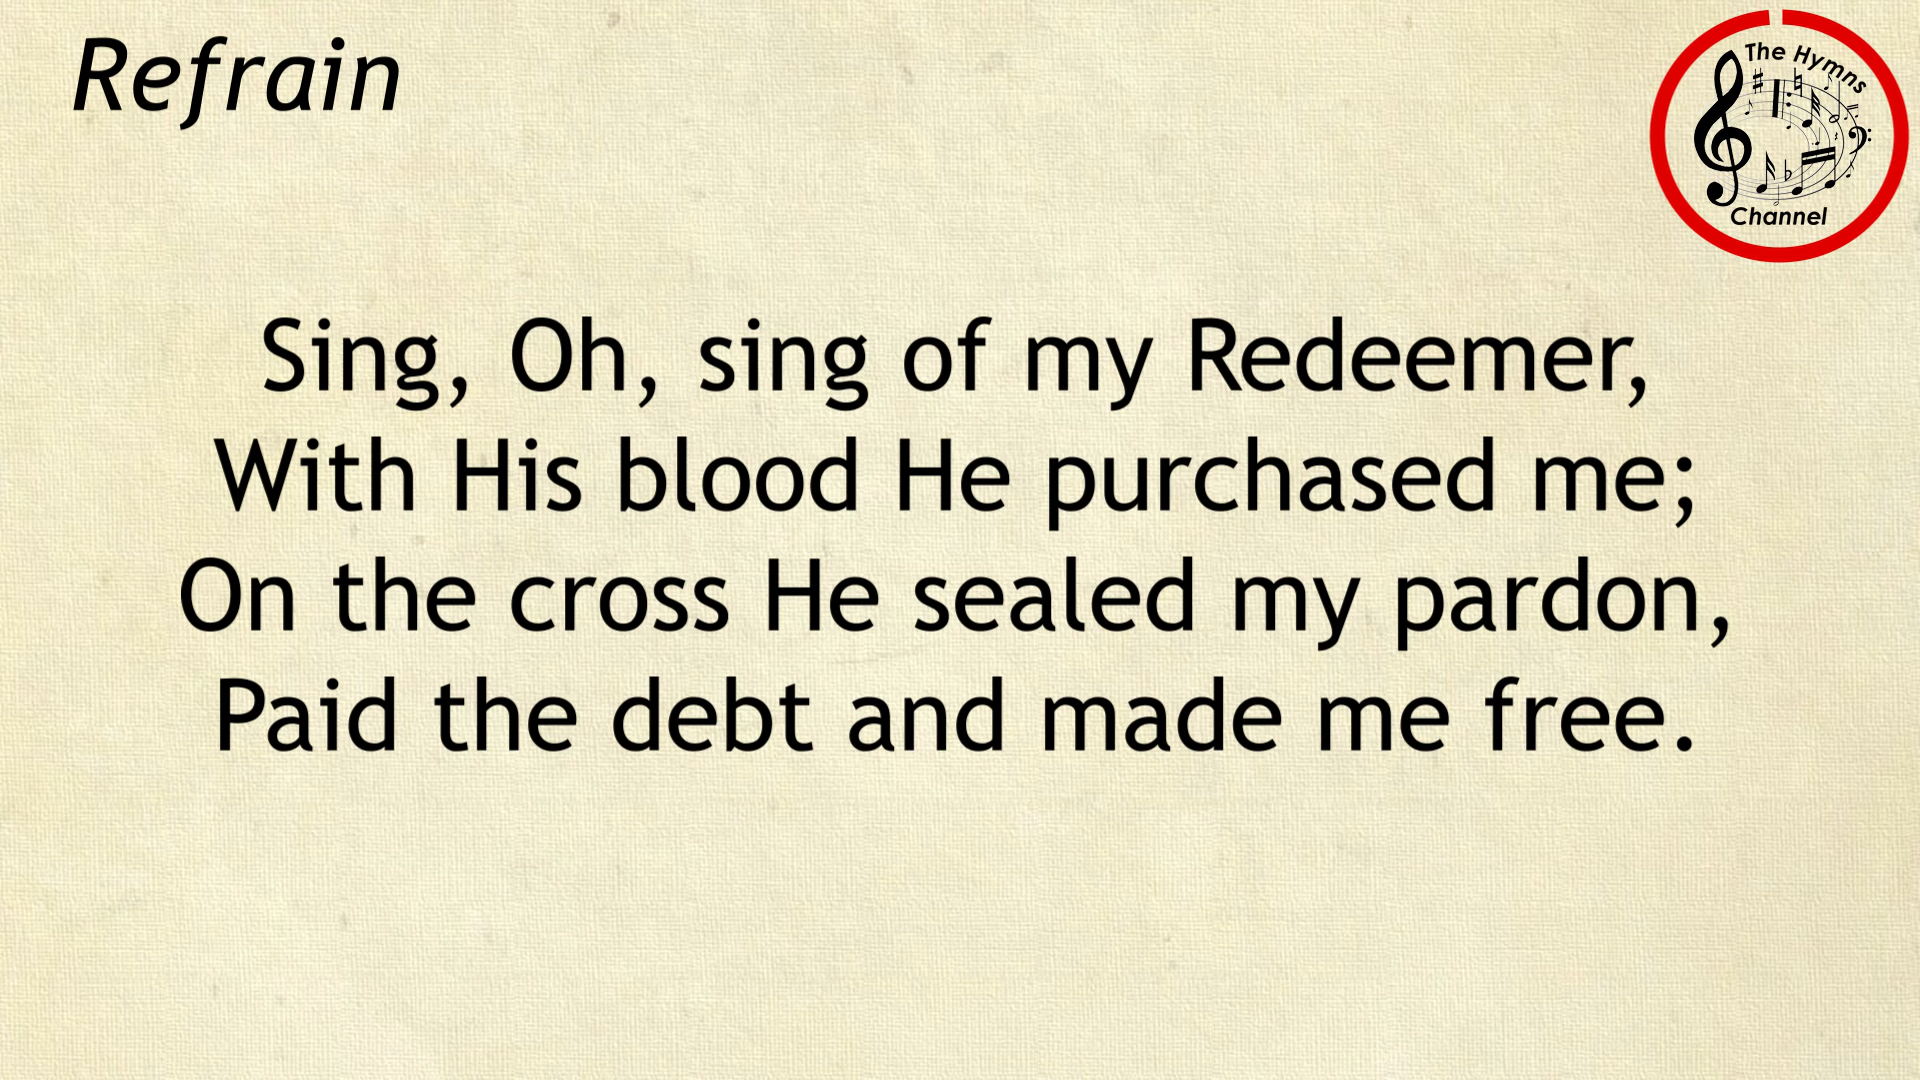 Refrain
The Hymns
Channel
Sing, Oh, sing of my Redeemer,
With His blood He purchased me;
On the cross He sealed my pardon,
Paid the debt and made me free.